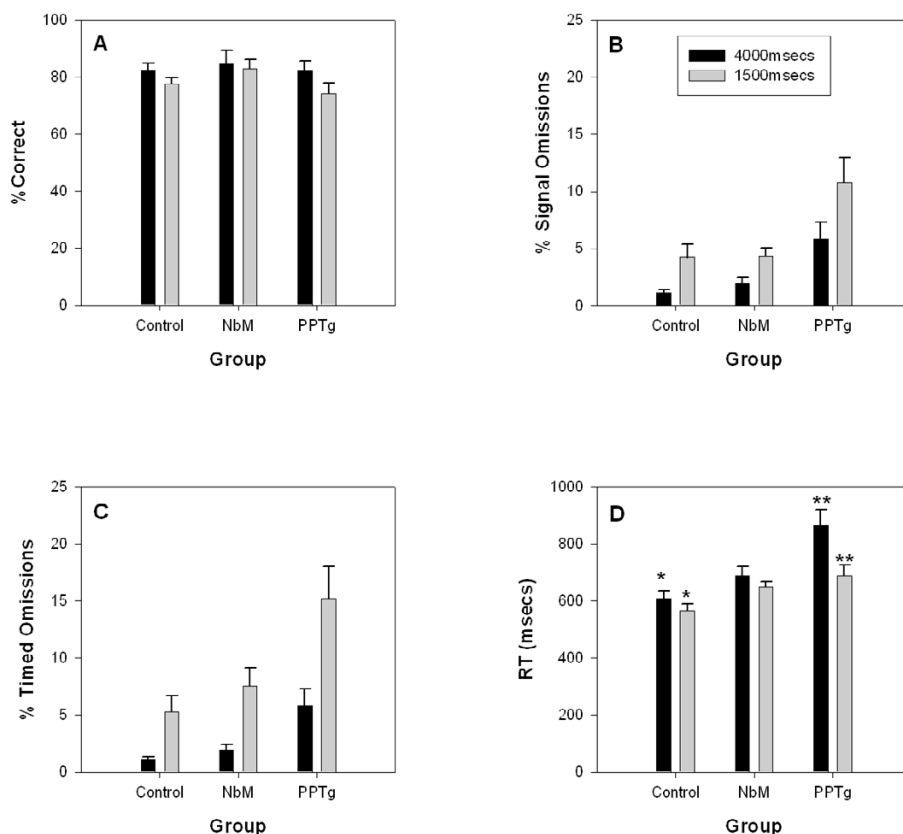 A
% Correct
100
80
60
40
20
0
Control NbM PPTg
Group
B
% Signal Omissions
25
20
15
10
5
0
4000msecs
1500msecs
Control NbM PPTg
Group
C
% Timed Omissions
25
20
15
10
5
0
Control NbM PPTg
Group
D
RT (msecs)
1000
800
600
400
200
0
* * ** **
Control NbM PPTg
Group